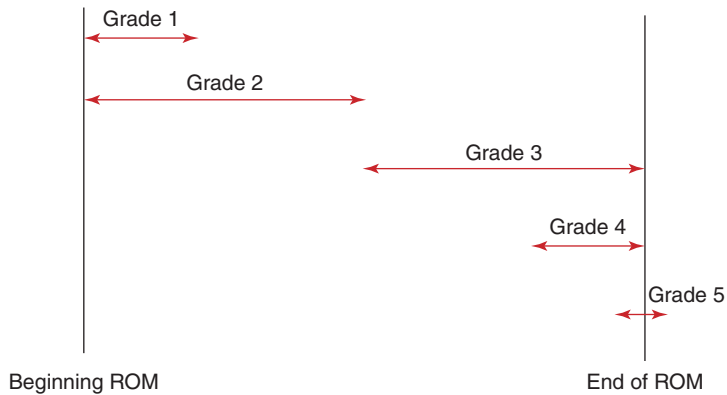 Grade 1
Grade 2
Grade 3
Grade 4
Grade 5
Beginning ROM
End of ROM